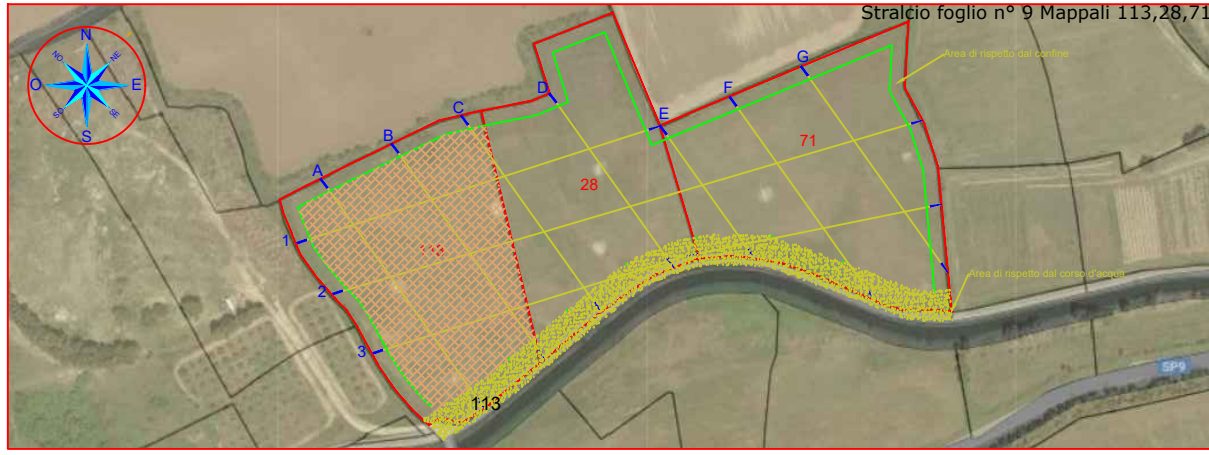 Stralcio foglio n° 9 Mappali 113,28,71
N
NO
NE
O
E
SO
SE
S
Area di rispetto dal confine
A
B
C
D
E
F
G
71
28
1
2
3
Area di rispetto dal corso d'acqua
SP9
113